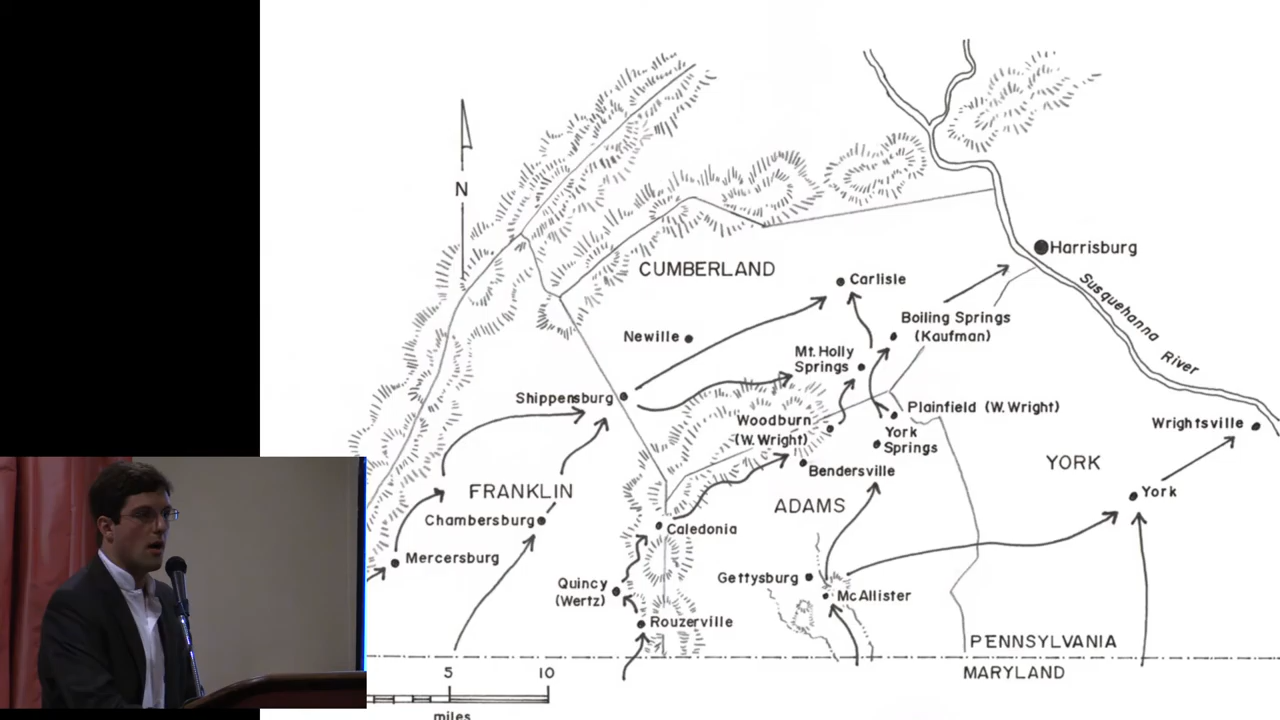 N
Harrisburg
CUMBERLAND
Carlisle
Susquehanna
River
Boiling Springs
(Kaufman)
Newille
Mt. Holly
Springs
Shippensburg
Plainfield (W. Wright)
Woodburn
(W. Wright)
York
Springs
Wrightsville
Bendersville
YORK
FRANKLIN
ADAMS
York
Chambersburg
Caledonia
Mercersburg
Gettysburg
Quincy
(Wertz)
McAllister
Rouzerville
PENNSYLVANIA
MARYLAND
5
10
miles